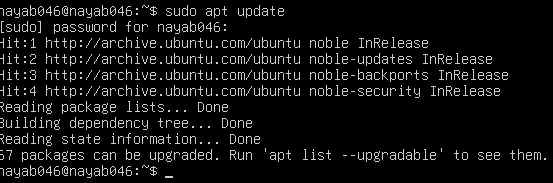 nayab046@nayab046:~$ sudo apt update
[sudo] password for nayab046:
Hit:1 http://archive.ubuntu.com/ubuntu noble InRelease
Hit:2 http://archive.ubuntu.com/ubuntu noble-updates InRelease
Hit:3 http://archive.ubuntu.com/ubuntu noble-backports InRelease
Hit:4 http://archive.ubuntu.com/ubuntu noble-security InRelease
Reading package lists... Done
Building dependency tree... Done
Reading state information... Done
67 packages can be upgraded. Run 'apt list --upgradable' to see them.
nayab046@nayab046:~$ _